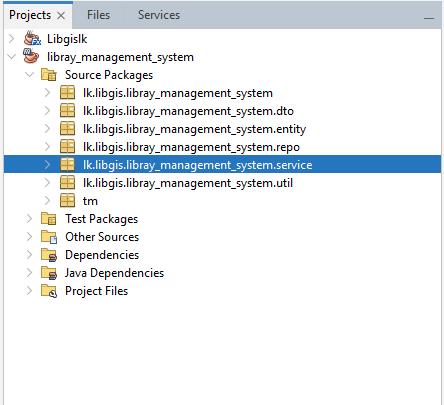 Projects Files Services
Libgislk
libray_management_system
Source Packages
lk.libgis.libray_management_system
lk.libgis.libray_management_system.dto
lk.libgis.libray_management_system.entity
lk.libgis.libray_management_system.repo
lk.libgis.libray_management_system.service
lk.libgis.libray_management_system.util
tm
Test Packages
Other Sources
Dependencies
Java Dependencies
Project Files